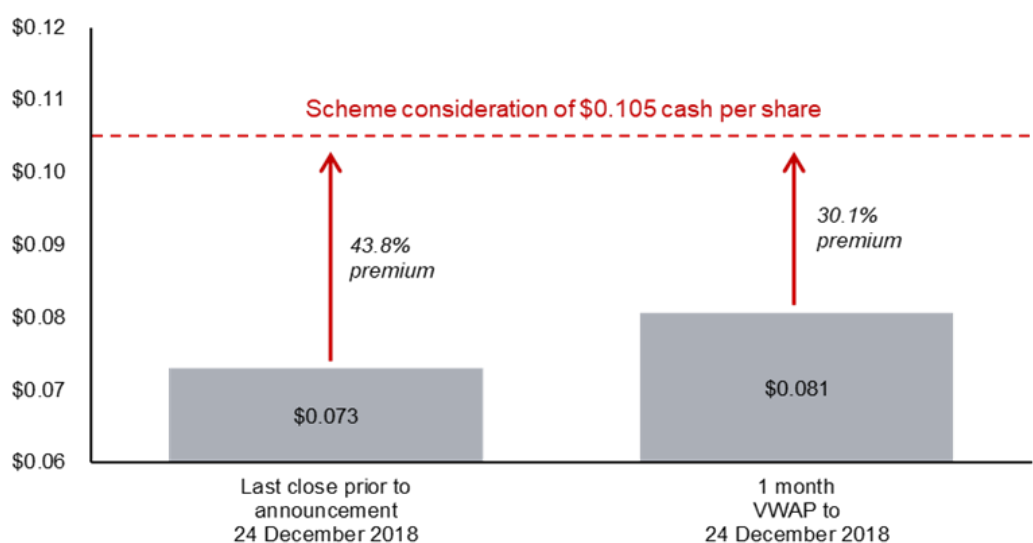 $0.12
$0.11
Scheme consideration of $0.105 cash per share
$0.10
$0.09
43.8%
premium
30.1%
premium
$0.08
$0.07
$0.073
$0.081
$0.06
Last close prior to
announcement
24 December 2018
1 month
VWAP to
24 December 2018